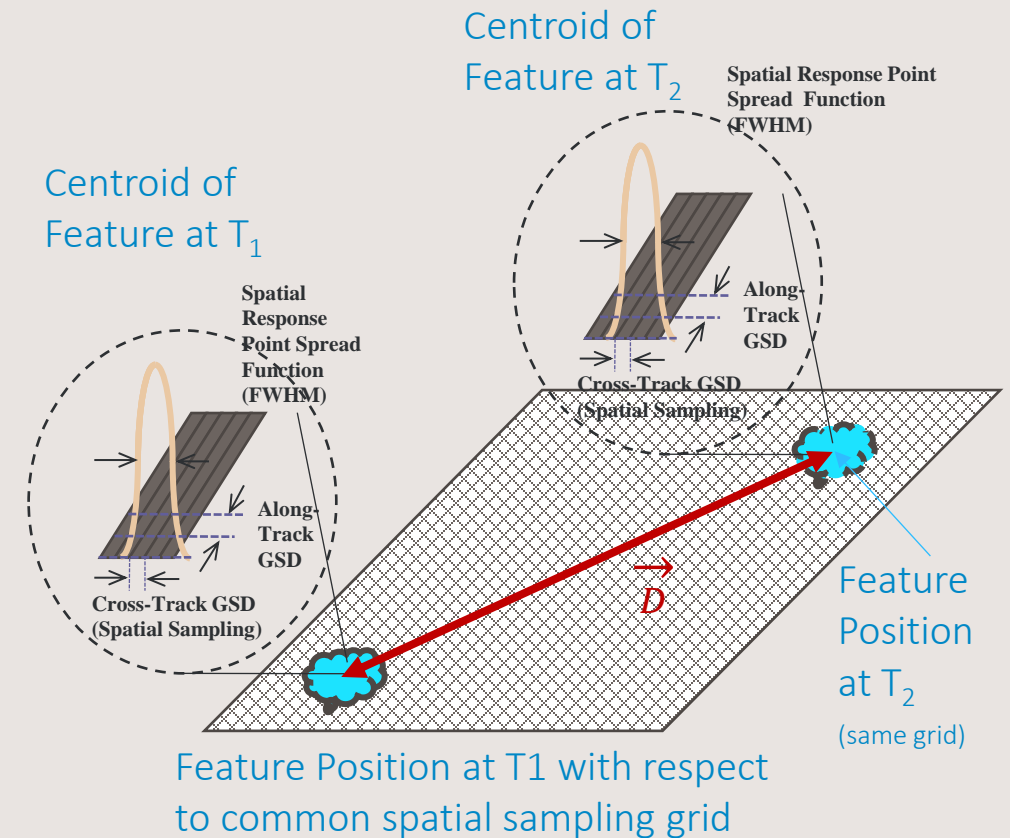 Centroid of
Feature at T2
Spatial Response Point
Spread Function
(FWHM)
Along-
Track
GSD
Cross-Track GSD
(Spatial Sampling)
Centroid of
Feature at T1
Spatial
Response
Point Spread
Function
(FWHM)
Along-
Track
GSD
Cross-Track GSD
(Spatial Sampling)
D
Feature
Position
at T2
(same grid)
Feature Position at T1 with respect
to common spatial sampling grid